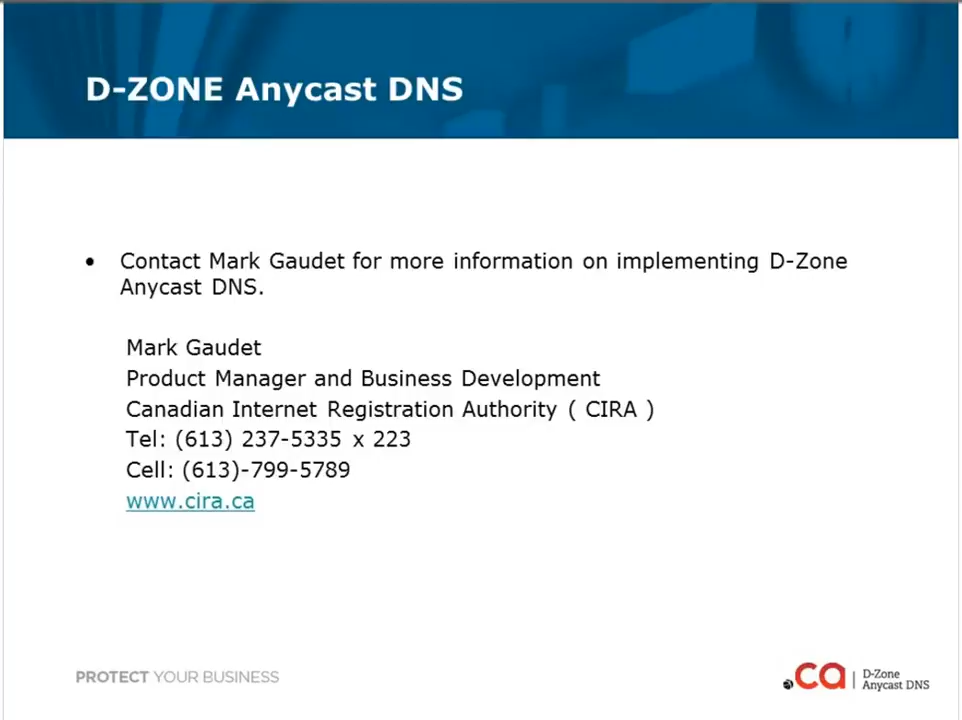 D-ZONE Anycast DNS
• Contact Mark Gaudet for more information on implementing D-Zone
Anycast DNS.
Mark Gaudet
Product Manager and Business Development
Canadian Internet Registration Authority ( CIRA )
Tel: (613) 237-5335 x 223
Cell: (613)-799-5789
www.cira.ca
PROTECT YOUR BUSINESS
.ca | D-Zone
Anycast DNS